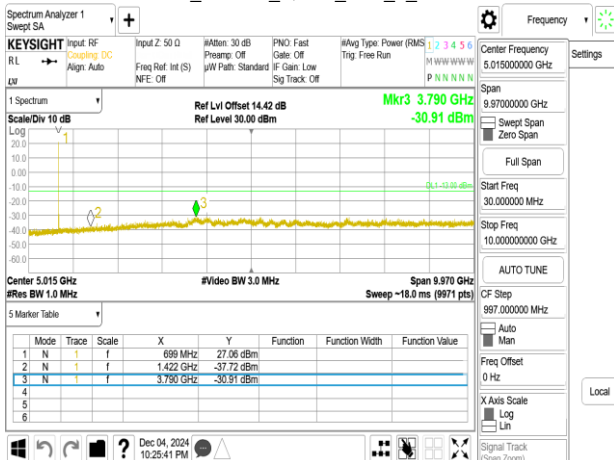 Spectrum Analyzer 1
Swept SA
Frequency
KEYSIGHT
RL
Input: RF
Coupling: DC
Align: Auto
Input Z: 50 Ω
Freq Ref: Int (S)
NFE: Off
#Atten: 30 dB
Preamp: Off
µW Path: Standard
PNO: Fast
Gate: Off
IF Gain: Low
Sig Track: Off
#Avg Type: Power (RMS
Trig: Free Run
1 2 3 4 5 6
M W W W W W
P N N N N N
1 Spectrum
Scale/Div 10 dB
Ref Lvl Offset 14.42 dB
Ref Level 30.00 dBm
Mkr3 3.790 GHz
-30.91 dBm
Log
20.0
10.0
0.00
-10.0
-20.0
-30.0
-40.0
-50.0
-60.0
1
2
3
DL1 -13.00 dBm
Center 5.015 GHz
#Res BW 1.0 MHz
#Video BW 3.0 MHz
Span 9.970 GHz
Sweep ~18.0 ms (9971 pts)
5 Marker Table
Mode Trace Scale X Y Function Function Width Function Value
1 N 1 f 699 MHz 27.06 dBm
2 N 1 f 1.422 GHz -37.72 dBm
3 N 1 f 3.790 GHz -30.91 dBm
4
5
6
Dec 04, 2024
10:25:41 PM
Center Frequency
5.015000000 GHz
Span
9.97000000 GHz
Swept Span
Zero Span
Full Span
Start Freq
30.000000 MHz
Stop Freq
10.000000000 GHz
AUTO TUNE
CF Step
997.000000 MHz
Auto
Man
Freq Offset
0 Hz
X Axis Scale
Log
Lin
Signal Track
(Span Zoom)
Settings
Local